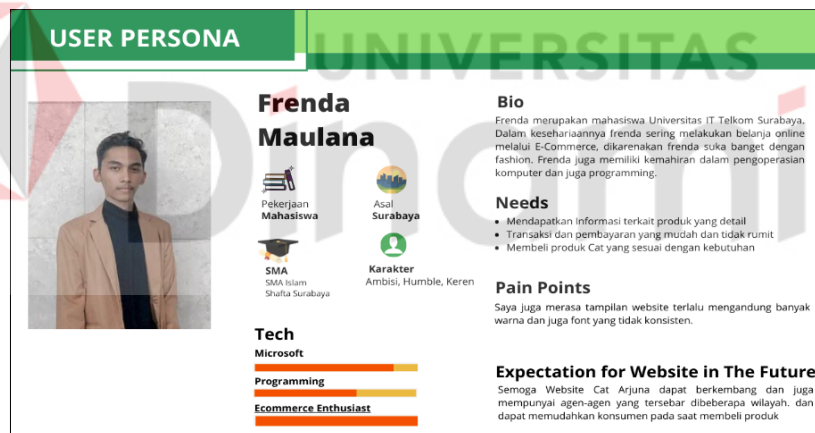 USER PERSONA
UNIVERSITAS
Dinamika
Frenda
Maulana
Pekerjaan
Mahasiswa
Asal
Surabaya
SMA
SMA Islam
Shafta Surabaya
Karakter
Ambisi, Humble, Keren
Tech
Microsoft
Programming
Ecommerce Enthusiast
Bio
Frenda merupakan mahasiswa Universitas IT Telkom Surabaya.
Dalam kesehariaannya frenda sering melakukan belanja online
melalui E-Commerce, dikarenakan frenda suka banget dengan
fashion. Frenda juga memiliki kemahiran dalam pengoperasian
komputer dan juga programming.
Needs
• Mendapatkan Informasi terkait produk yang detail
• Transaksi dan pembayaran yang mudah dan tidak rumit
• Membeli produk Cat yang sesuai dengan kebutuhan
Pain Points
Saya juga merasa tampilan website terlalu mengandung banyak
warna dan juga font yang tidak konsisten.
Expectation for Website in The Future
Semoga Website Cat Arjuna dapat berkembang dan juga
mempunyai agen-agen yang tersebar dibeberapa wilayah. dan
dapat memudahkan konsumen pada saat membeli produk